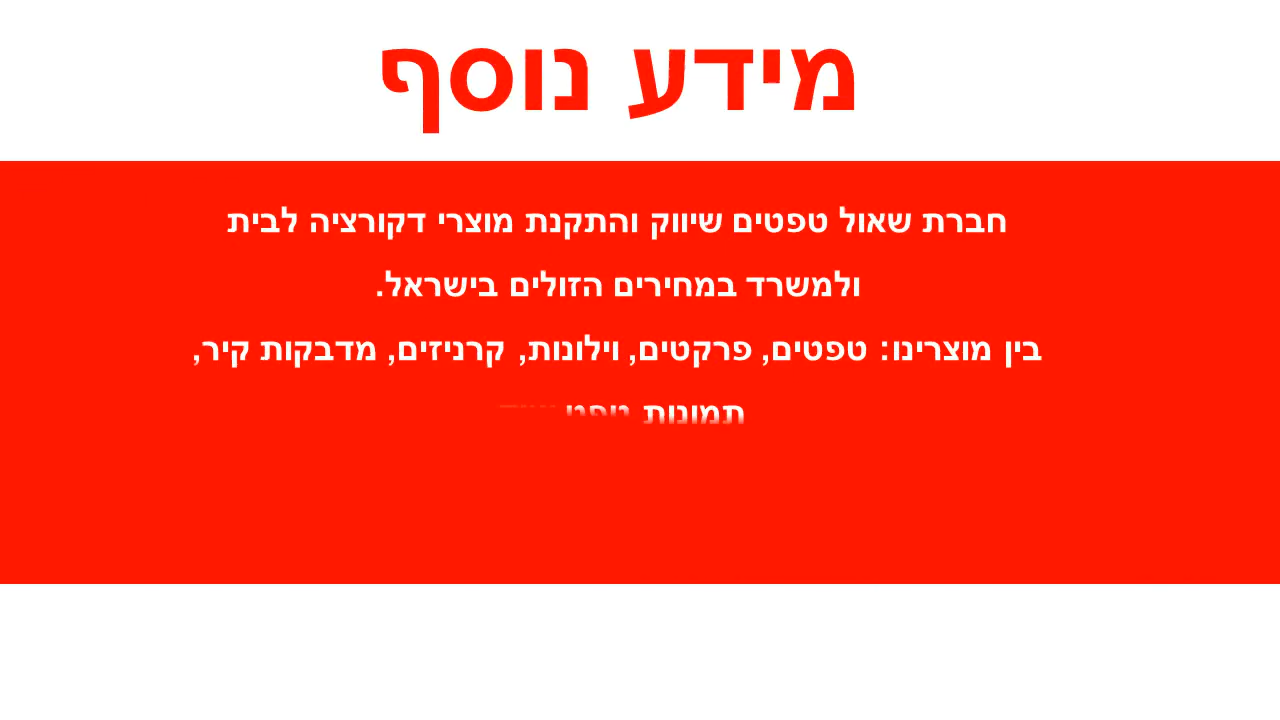 מידע נוסף
חברת שאול טפטים שיווק והתקנת מוצרי דקורציה לבית
ולמשרד במחירים הזולים בישראל.
בין מוצרינו: טפטים, פרקטים, וילונות, קרניזים, מדבקות קיר,
תמונות טפט